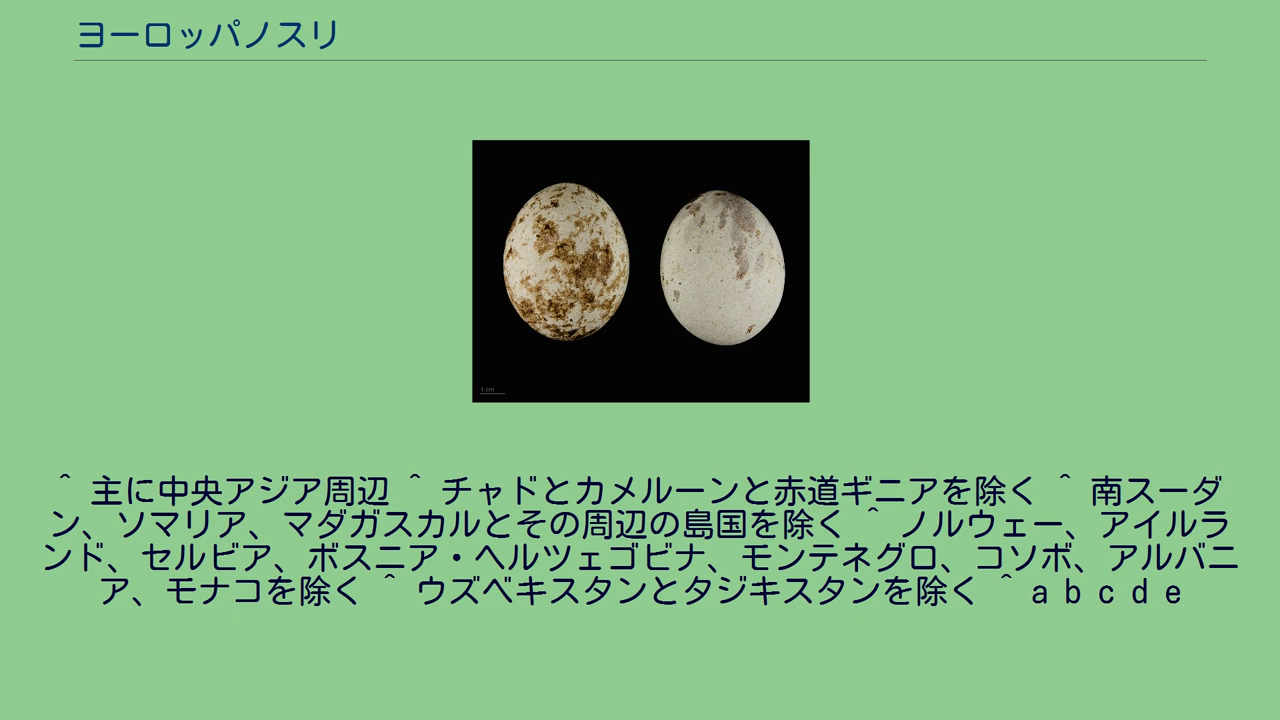 ヨーロッパノスリ
1 cm
^ 主に中央アジア周辺 ^ チャドとカメルーンと赤道ギニアを除く ^ 南スーダ
ン、ソマリア、マダガスカルとその周辺の島国を除く ^ ノルウェー、アイルラ
ンド、セルビア、ボスニア・ヘルツェゴビナ、モンテネグロ、コソボ、アルバニ
ア、モナコを除く ^ ウズベキスタンとタジキスタンを除く ^ a b c d e